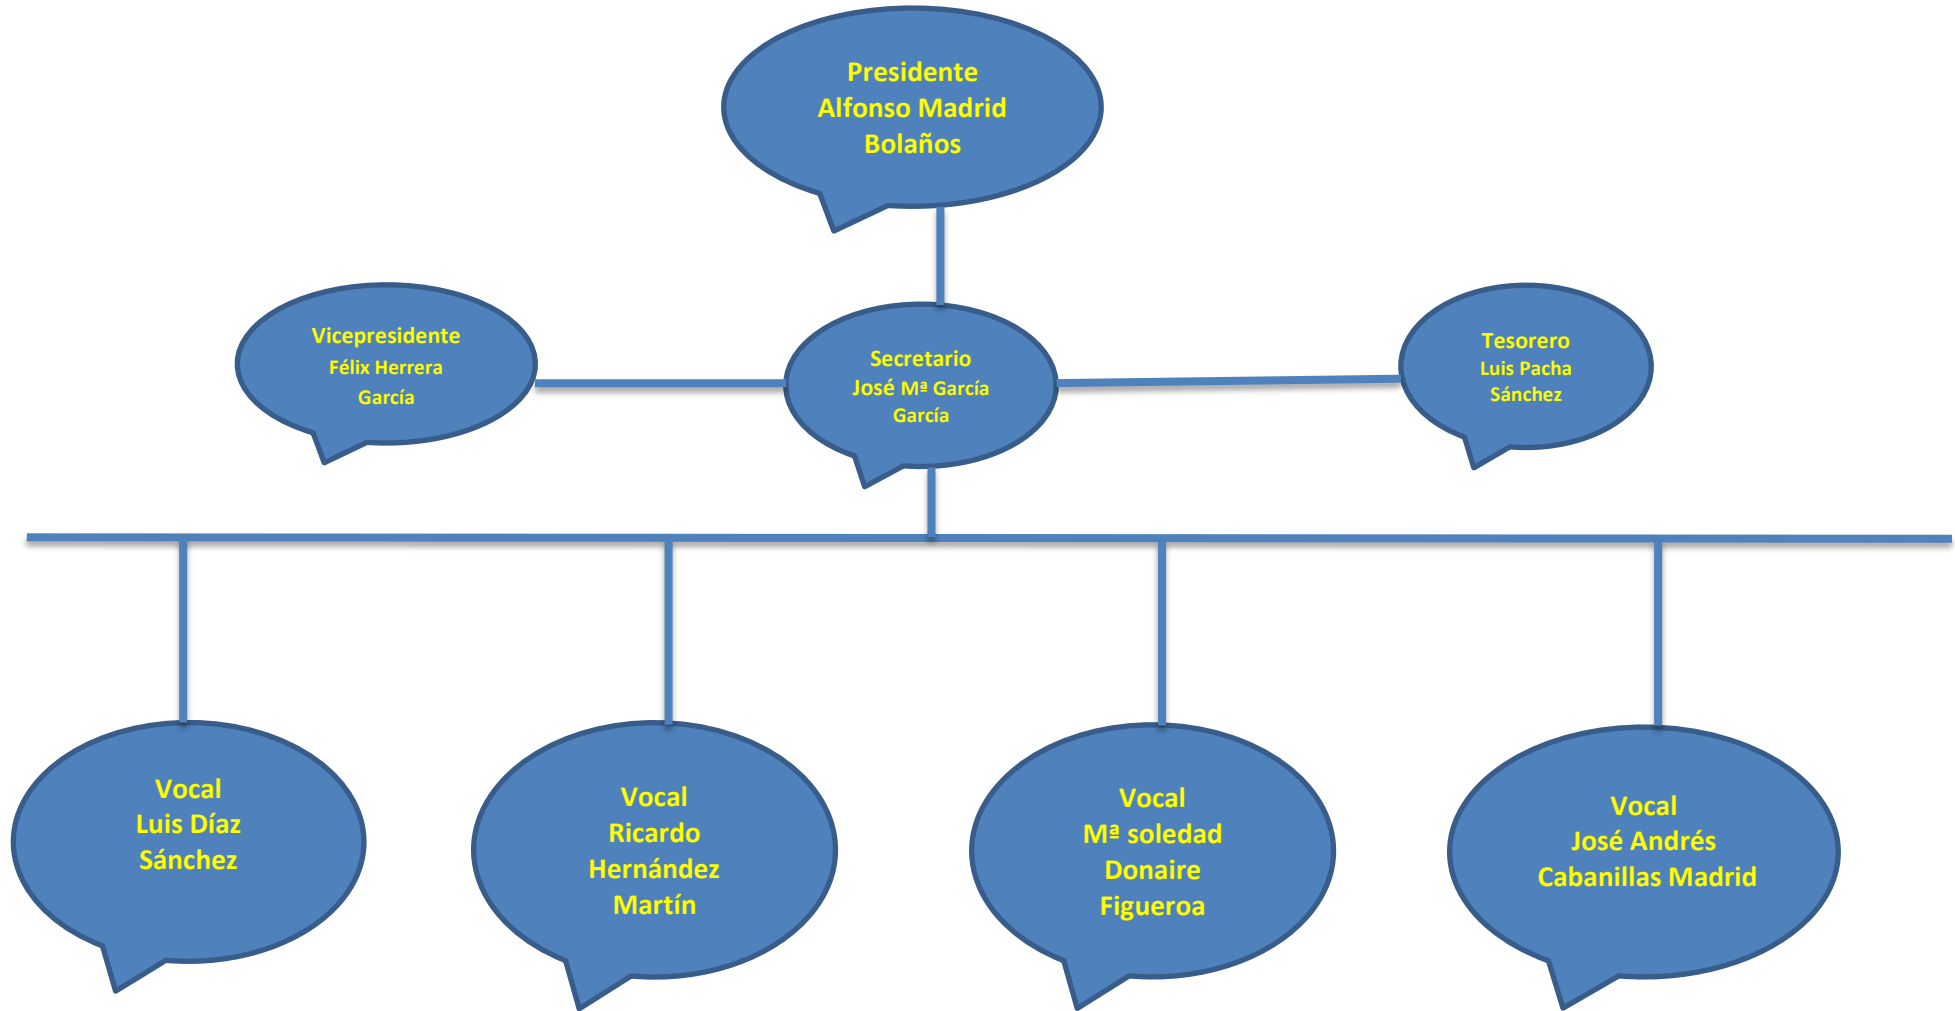 Presidente
Alfonso Madrid
Bolaños
Vicepresidente
Félix Herrera
García
Secretario
José Mª García
García
Tesorero
Luis Pacha
Sánchez
Vocal
Luis Díaz
Sánchez
Vocal
Ricardo
Hernández
Martín
Vocal
Mª soledad
Donaire
Figueroa
Vocal
José Andrés
Cabanillas Madrid